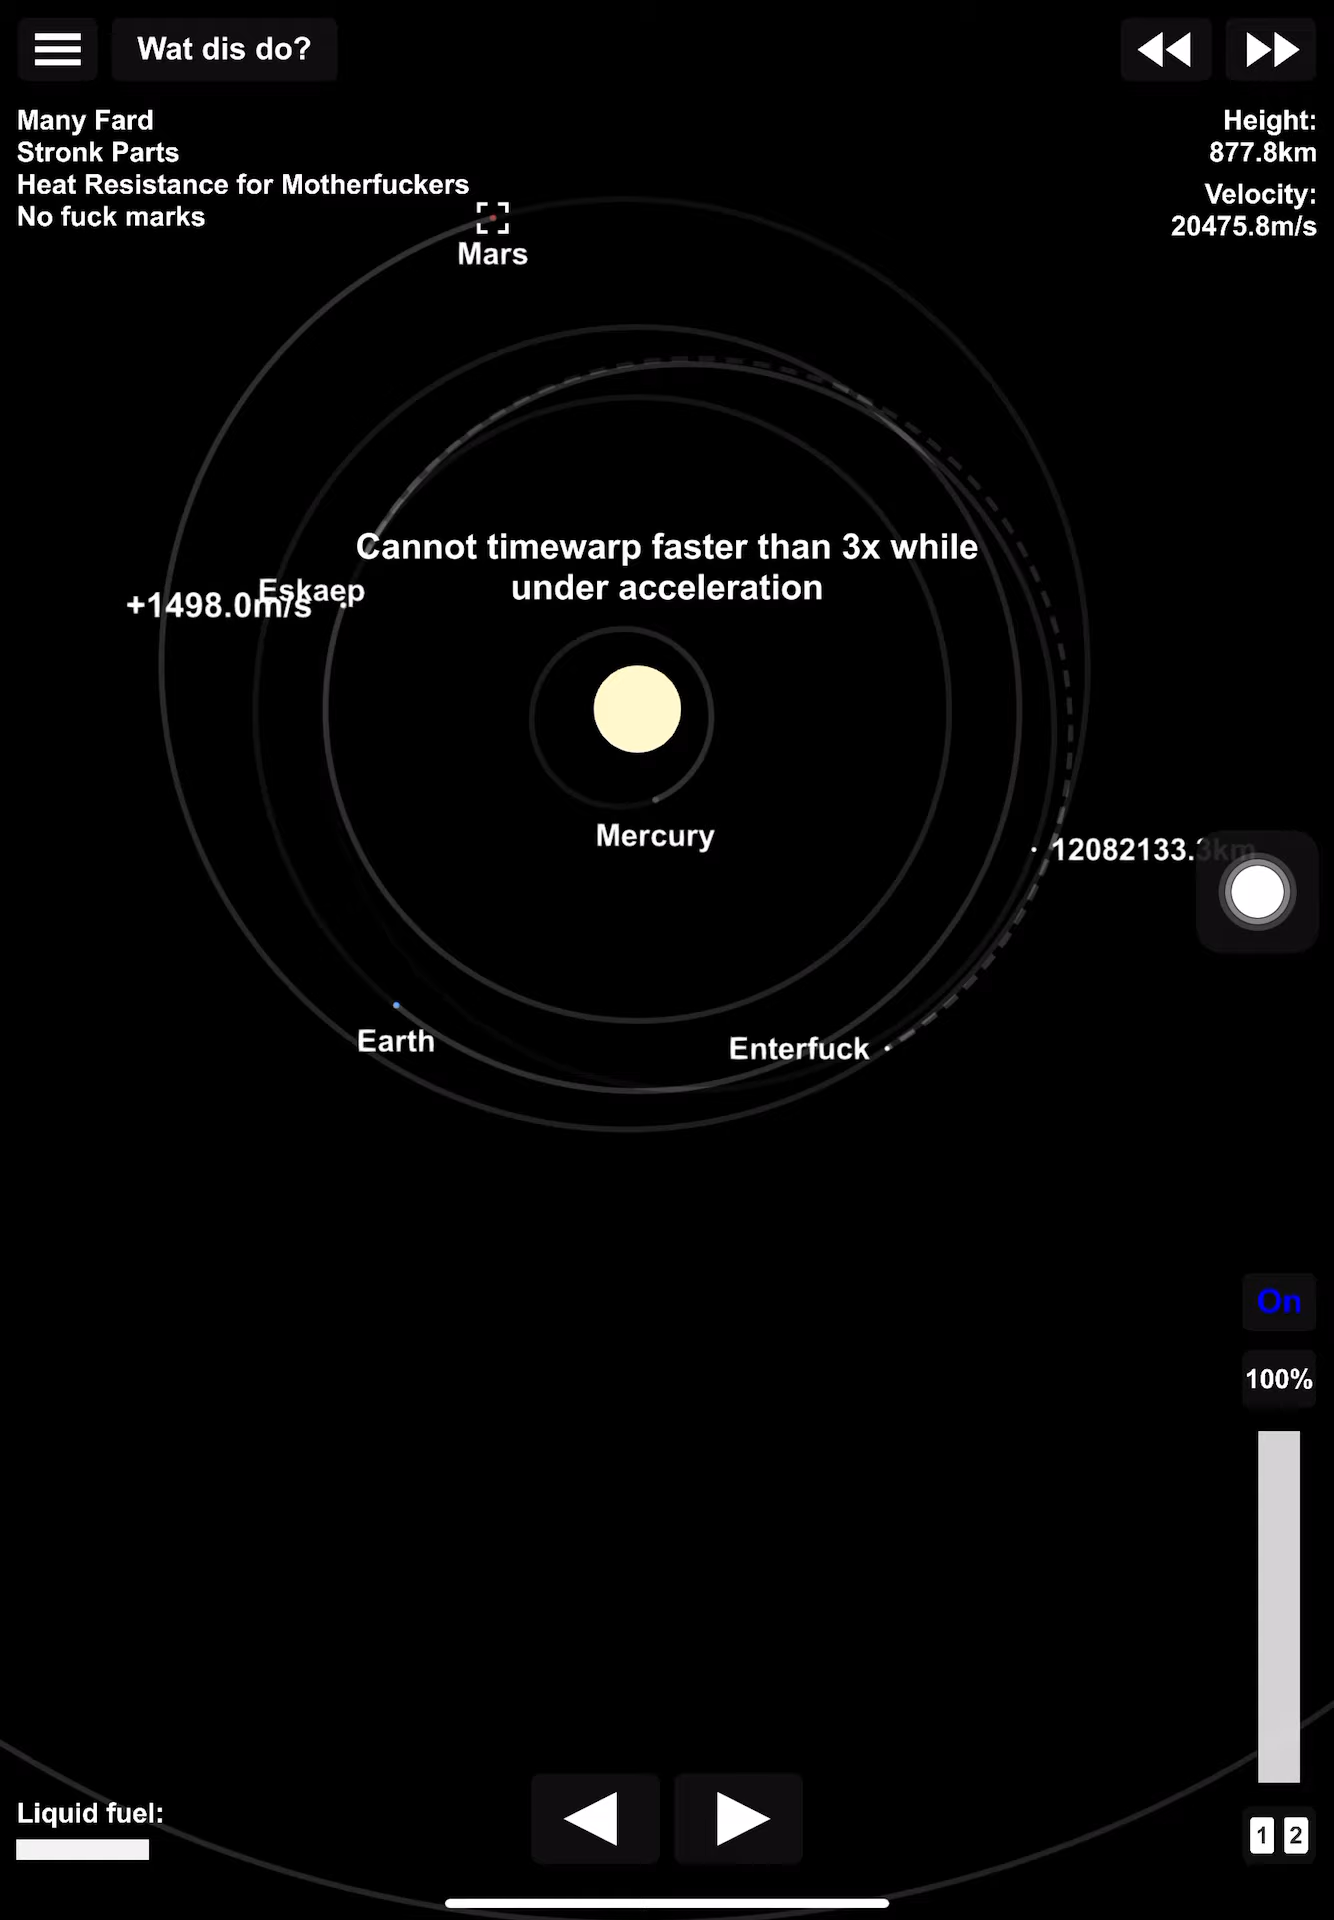 Wat dis do?
Many Fard
Stronk Parts
Heat Resistance for Motherfuckers
No fuck marks
Height:
877.8km
Velocity:
20475.8m/s
Mars
Cannot timewarp faster than 3x while
under acceleration
Eskaep
+1498.0m/s
Mercury
12082133.3km
Earth
Enterfuck
On
100%
Liquid fuel:
1 2